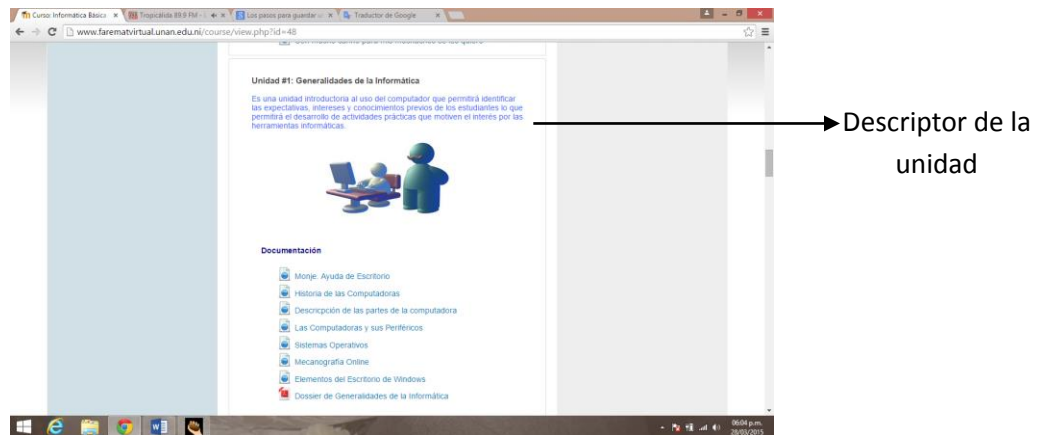 Curso: Informática Básica
Tropicálida 89.9 FM -
Los pasos para guardar
Traductor de Google
www.farematvirtual.unan.edu.ni/course/view.php?id=48
Unidad #1: Generalidades de la Informática
Es una unidad introductoria al uso del computador que permitirá identificar
las expectativas, intereses y conocimientos previos de los estudiantes lo que
permitirá el desarrollo de actividades prácticas que motiven el interés por las
herramientas informáticas.
Descriptor de la
unidad
Documentación
Monje. Ayuda de Escritorio
Historia de las Computadoras
Descricpción de las partes de la computadora
Las Computadoras y sus Periféricos
Sistemas Operativos
Mecanografía Online
Elementos del Escritorio de Windows
Dossier de Generalidades de la Informática
06:04 p.m.
28/03/2015